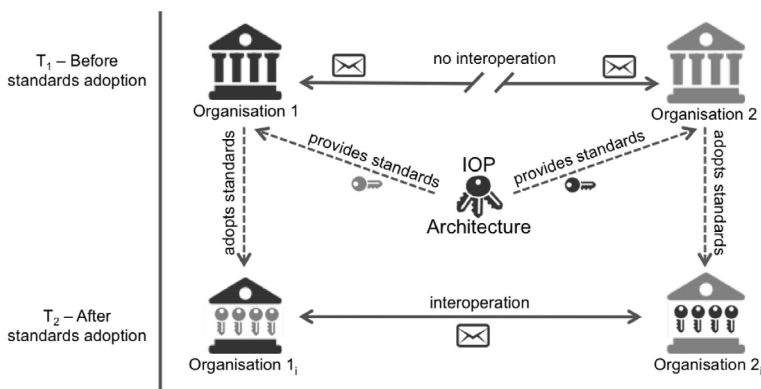 T1 – Before
standards adoption
no interoperation
Organisation 1
Organisation 2
adopts standards
provides standards
IOP
Architecture
provides standards
adopts standards
T2 – After
standards adoption
interoperation
Organisation 1i
Organisation 2i